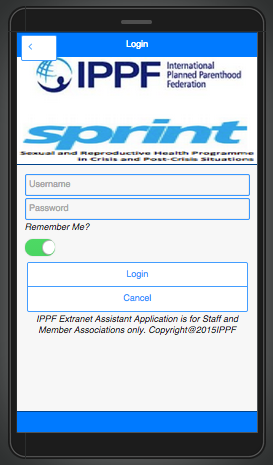 Login
IPPF International
Planned Parenthood
Federation
sprint
Sexual and Reproductive Health Programme
in Crisis and Post-Crisis Situations
Username
Password
Remember Me?
Login
Cancel
IPPF Extranet Assistant Application is for Staff and
Member Associations only. Copyright@2015IPPF